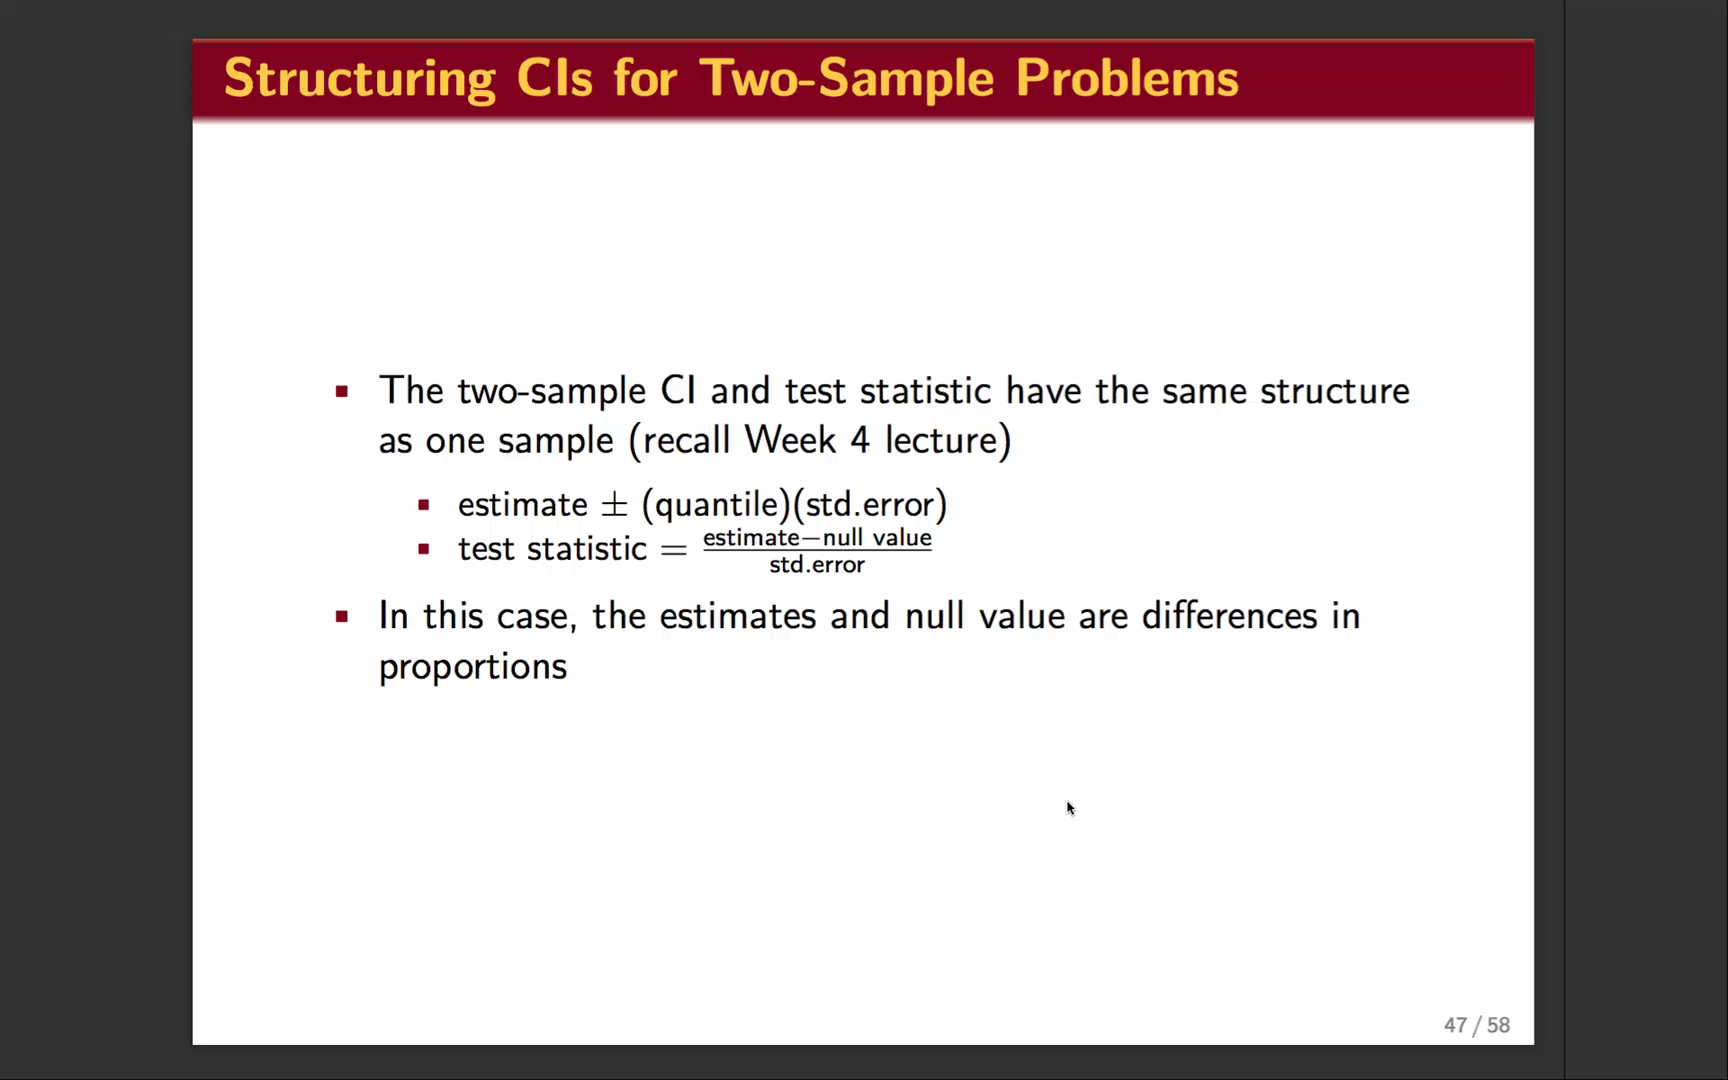 Structuring CIs for Two-Sample Problems
▪ The two-sample CI and test statistic have the same structure
as one sample (recall Week 4 lecture)
▪ estimate ± (quantile)(std.error)
▪ test statistic = estimate−null value / std.error
▪ In this case, the estimates and null value are differences in
proportions
47 / 58